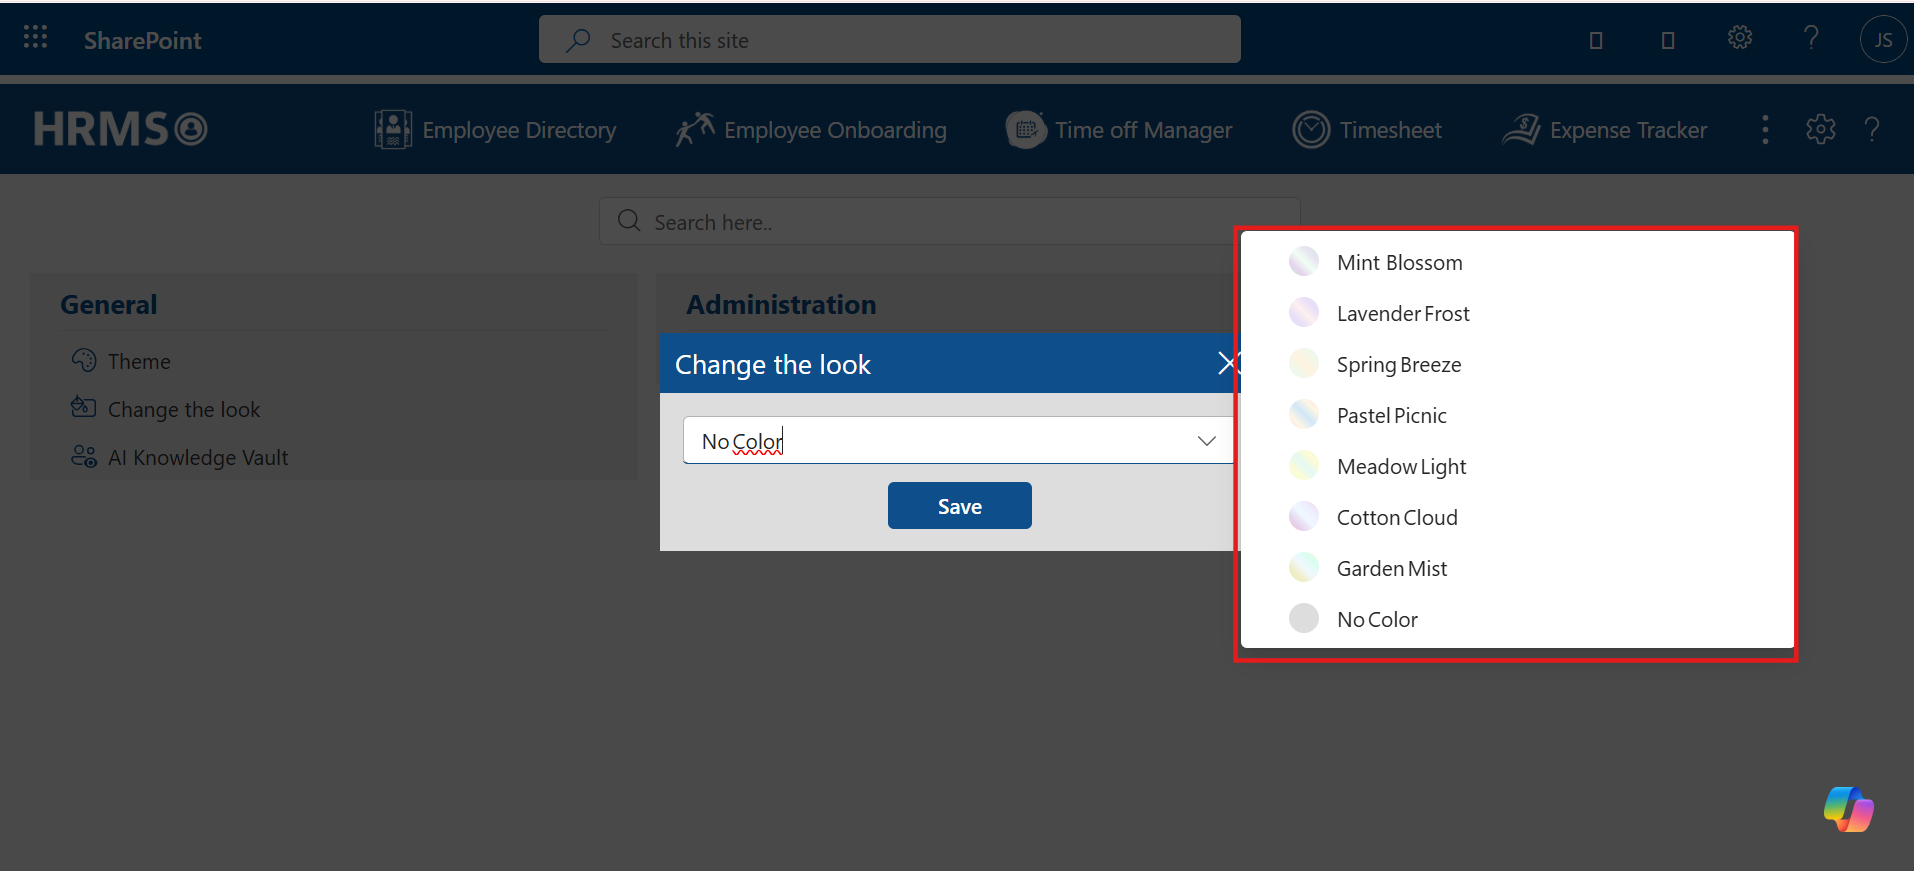 SharePoint
Search this site
JS
HRMS
Employee Directory
Employee Onboarding
Time off Manager
Timesheet
Expense Tracker
Search here..
General
Theme
Change the look
AI Knowledge Vault
Administration
Change the look
No Color
Save
Mint Blossom
Lavender Frost
Spring Breeze
Pastel Picnic
Meadow Light
Cotton Cloud
Garden Mist
No Color